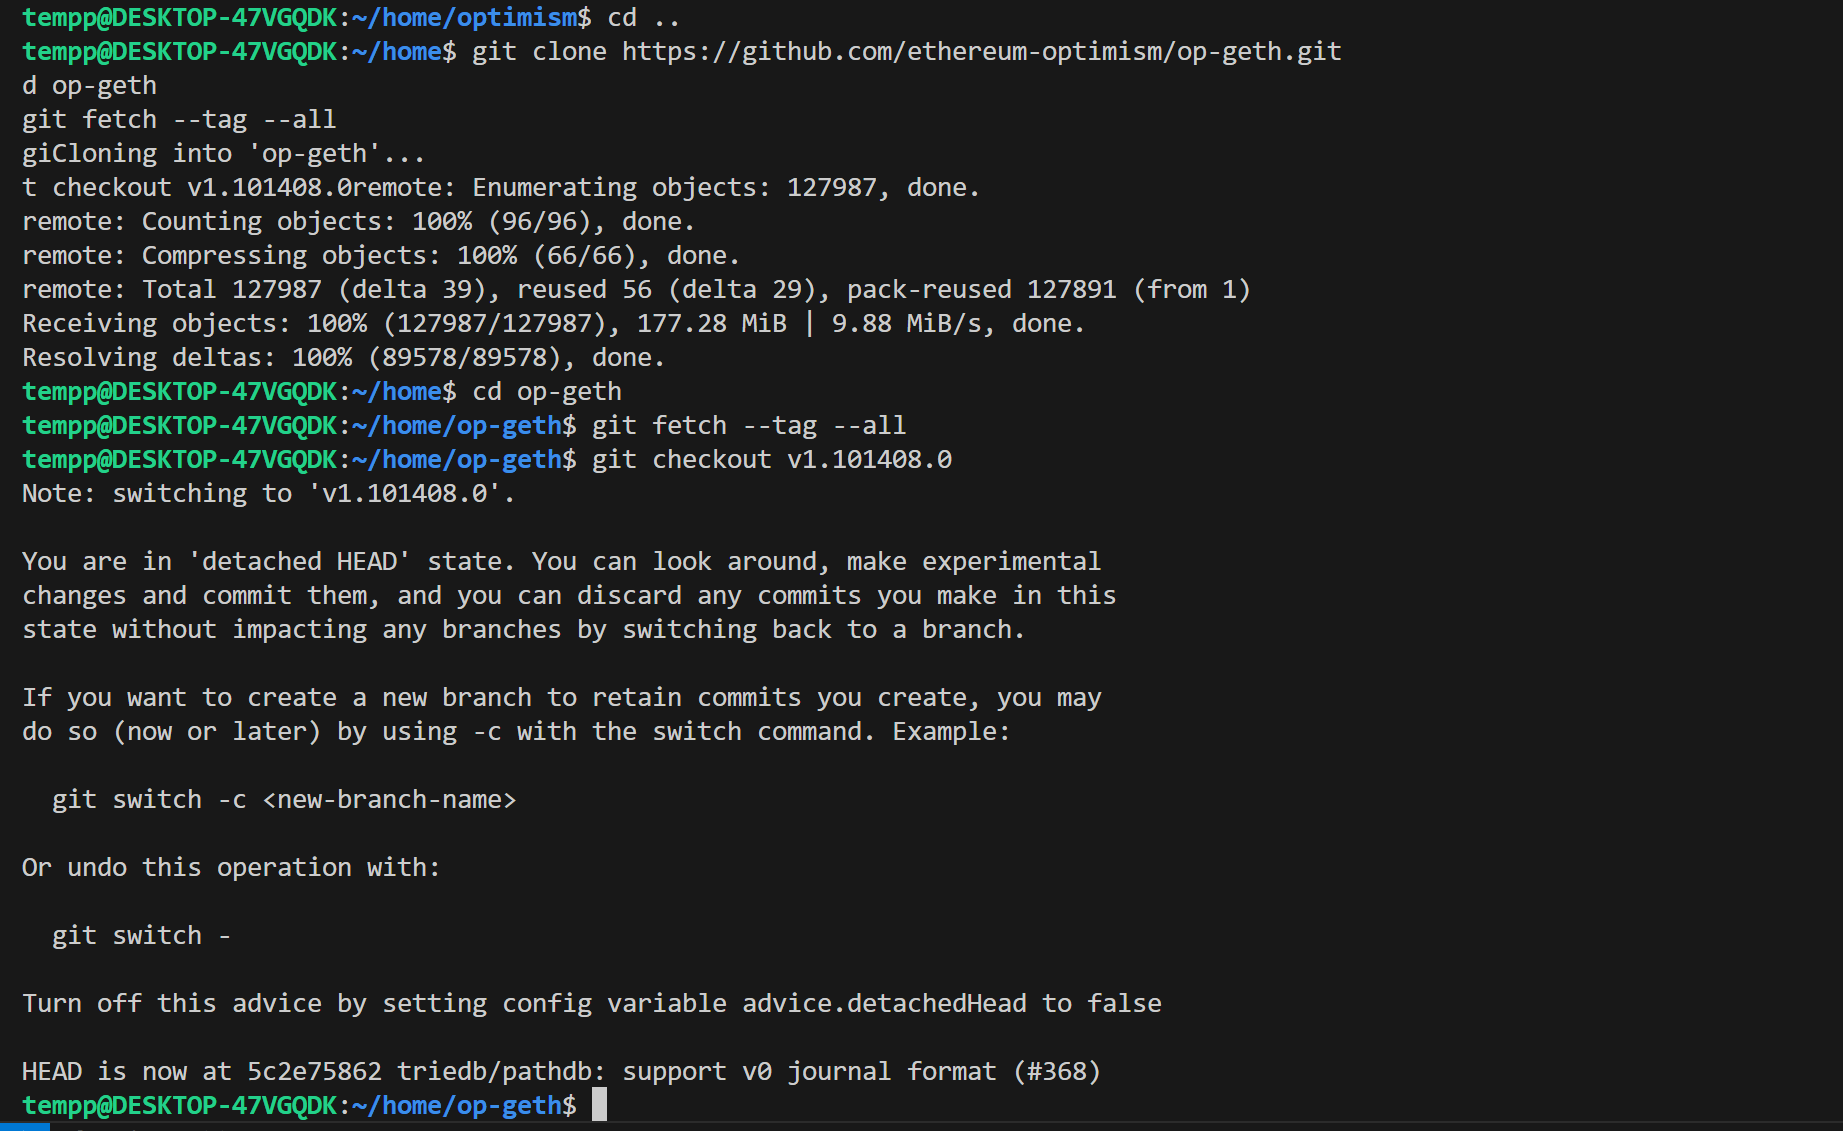 tempp@DESKTOP-47VGQDK:~/home/optimism$ cd ..
tempp@DESKTOP-47VGQDK:~/home$ git clone https://github.com/ethereum-optimism/op-geth.git
d op-geth
git fetch --tag --all
giCloning into 'op-geth'...
t checkout v1.101408.0remote: Enumerating objects: 127987, done.
remote: Counting objects: 100% (96/96), done.
remote: Compressing objects: 100% (66/66), done.
remote: Total 127987 (delta 39), reused 56 (delta 29), pack-reused 127891 (from 1)
Receiving objects: 100% (127987/127987), 177.28 MiB | 9.88 MiB/s, done.
Resolving deltas: 100% (89578/89578), done.
tempp@DESKTOP-47VGQDK:~/home$ cd op-geth
tempp@DESKTOP-47VGQDK:~/home/op-geth$ git fetch --tag --all
tempp@DESKTOP-47VGQDK:~/home/op-geth$ git checkout v1.101408.0
Note: switching to 'v1.101408.0'.

You are in 'detached HEAD' state. You can look around, make experimental
changes and commit them, and you can discard any commits you make in this
state without impacting any branches by switching back to a branch.

If you want to create a new branch to retain commits you create, you may
do so (now or later) by using -c with the switch command. Example:

  git switch -c <new-branch-name>

Or undo this operation with:

  git switch -

Turn off this advice by setting config variable advice.detachedHead to false

HEAD is now at 5c2e75862 triedb/pathdb: support v0 journal format (#368)
tempp@DESKTOP-47VGQDK:~/home/op-geth$